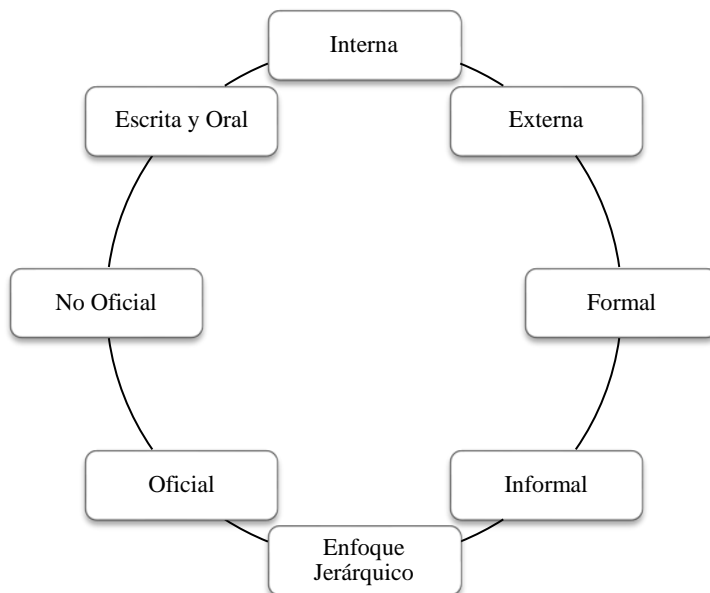 Interna
Externa
Formal
Informal
Enfoque
Jerárquico
Oficial
No Oficial
Escrita y Oral